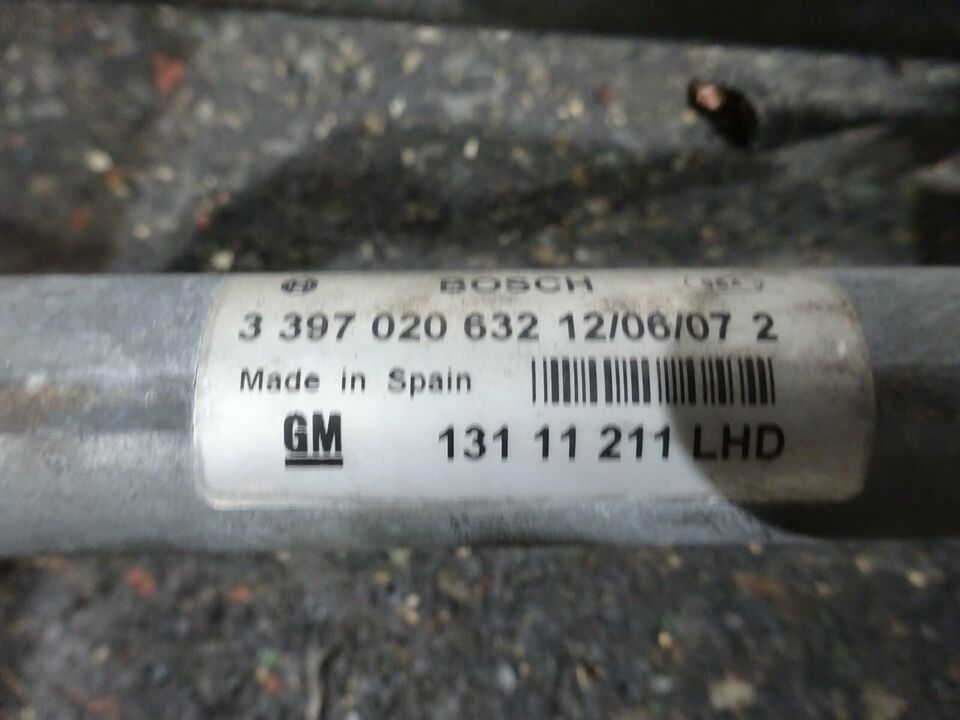 BOSCH
3 397 020 632 12/06/07 2
Made in Spain
GM 131 11 211 LHD